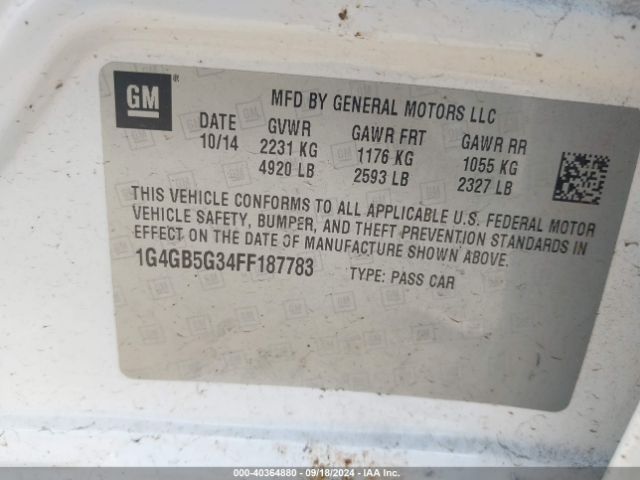 GM
MFD BY GENERAL MOTORS LLC
DATE GVWR GAWR FRT GAWR RR
10/14 2231 KG 1176 KG 1055 KG
4920 LB 2593 LB 2327 LB
THIS VEHICLE CONFORMS TO ALL APPLICABLE U.S. FEDERAL MOTOR
VEHICLE SAFETY, BUMPER, AND THEFT PREVENTION STANDARDS IN
EFFECT ON THE DATE OF MANUFACTURE SHOWN ABOVE.
1G4GB5G34FF187783 TYPE: PASS CAR
000-40364880 - 09/18/2024 - IAA Inc.